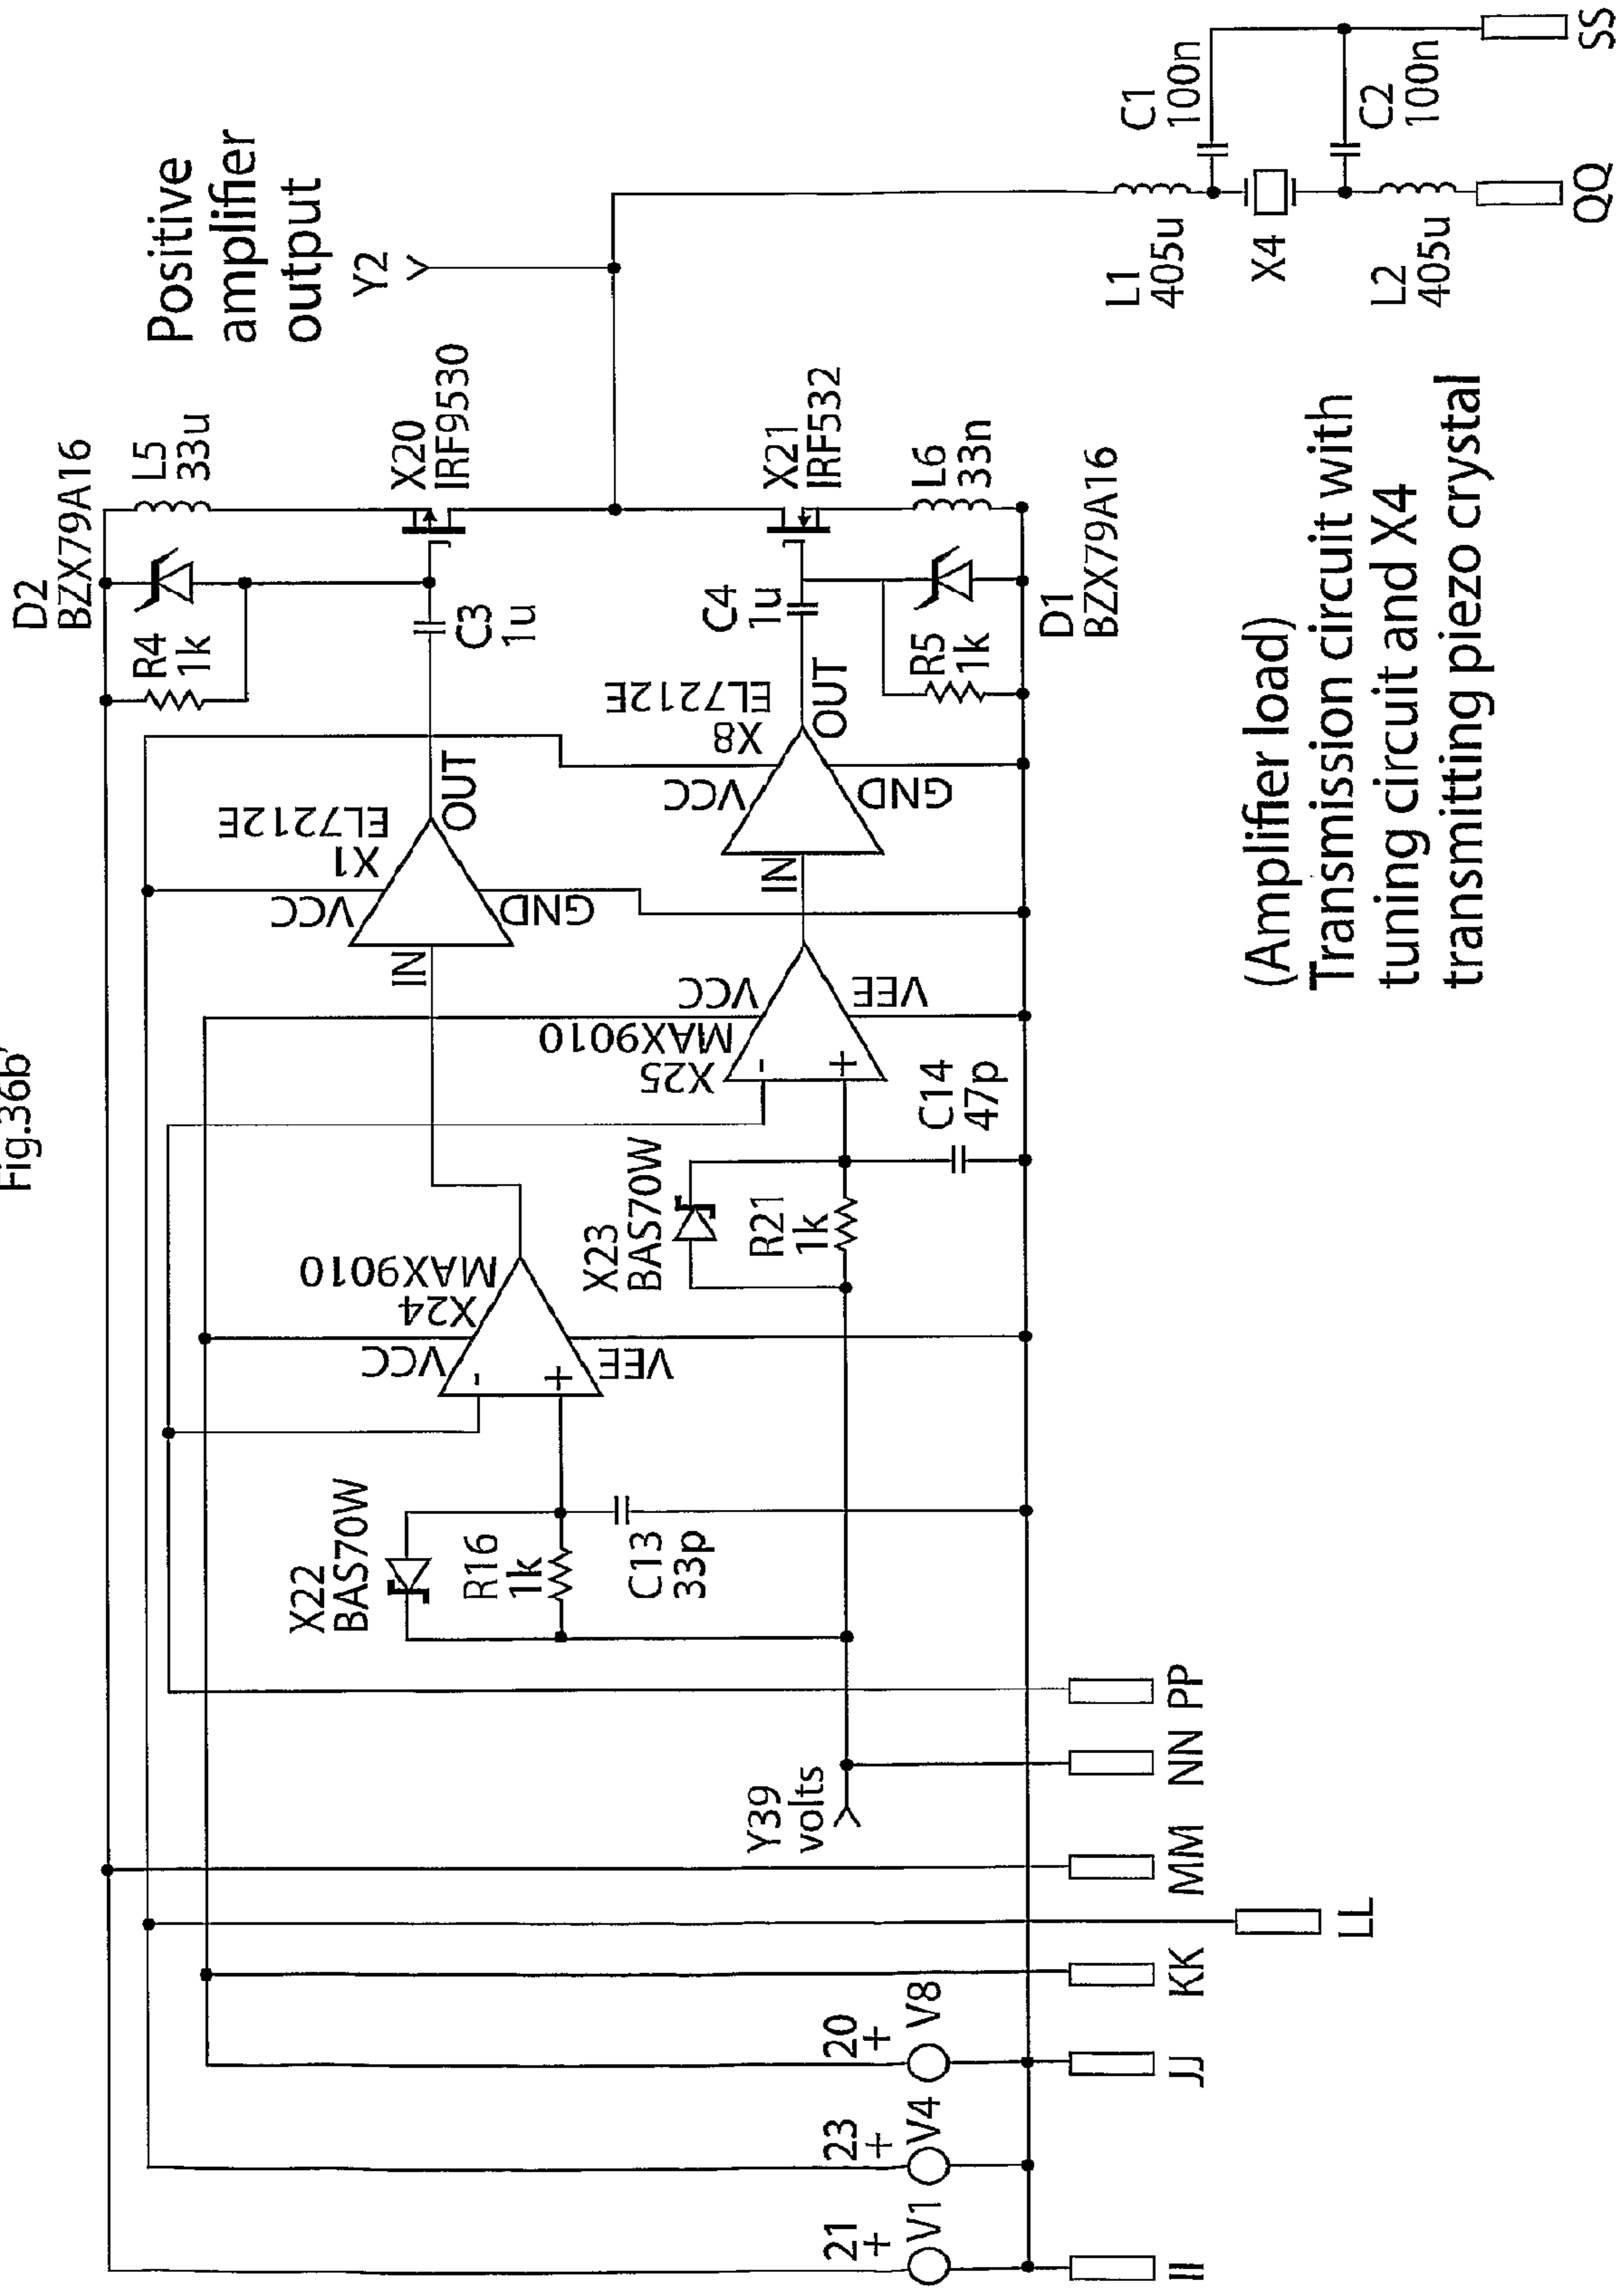 Fig.36b'
D2
BZX79A16
L5
33u
R4
1k
Positive
amplifier
output
Y2
X20
IRF9530
C3
1u
X1
EL7212E
VCC
IN
OUT
GND
X21
IRF532
C4
1u
L6
33n
R5
1k
D1
BZX79A16
X8
EL7212E
VCC
IN
OUT
GND
X24
MAX9010
VCC
-
+
VEE
X25
MAX9010
VCC
-
+
VEE
X22
BAS70W
R16
1k
C13
33p
X23
BAS70W
R21
1k
C14
47p
Y39
volts
21
+
V1
23
+
V4
20
+
V8
II
JJ
KK
LL
MM
NN
PP
L1
405u
C1
100n
X4
L2
405u
C2
100n
QQ
SS
(Amplifier load)
Transmission circuit with
tuning circuit and X4
transmitting piezo crystal